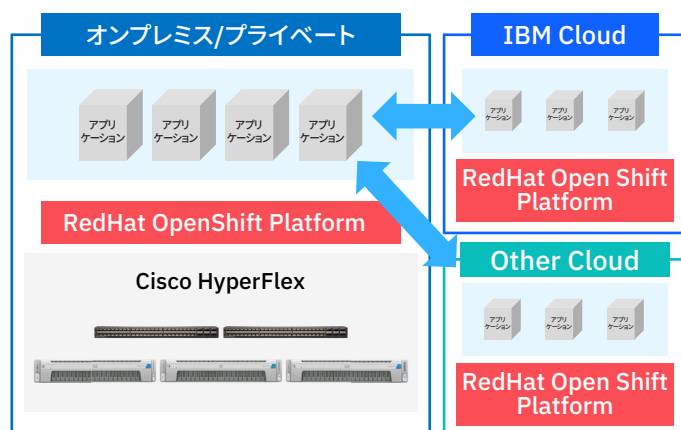 オンプレミス/プライベート
アプリ
ケーション
アプリ
ケーション
アプリ
ケーション
アプリ
ケーション
RedHat OpenShift Platform
Cisco HyperFlex
IBM Cloud
アプリ
ケーション
アプリ
ケーション
アプリ
ケーション
RedHat Open Shift
Platform
Other Cloud
アプリ
ケーション
アプリ
ケーション
アプリ
ケーション
RedHat Open Shift
Platform